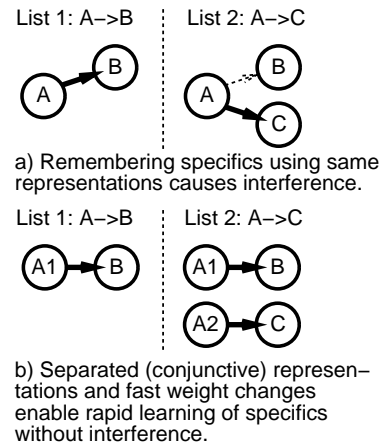 List 1: A−>B List 2: A−>C
B B
A A
C
a) Remembering specifics using same
representations causes interference.
List 1: A−>B List 2: A−>C
A1 B A1 B
A2 C
b) Separated (conjunctive) represen−
tations and fast weight changes
enable rapid learning of specifics
without interference.